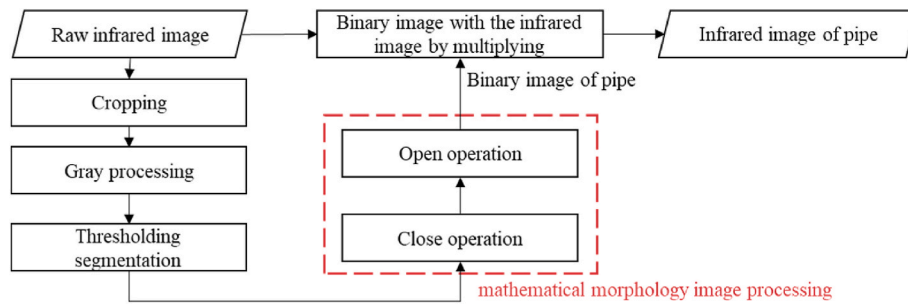 Raw infrared image
Binary image with the infrared
image by multiplying
Infrared image of pipe
Cropping
Binary image of pipe
Gray processing
Open operation
Thresholding
segmentation
Close operation
mathematical morphology image processing